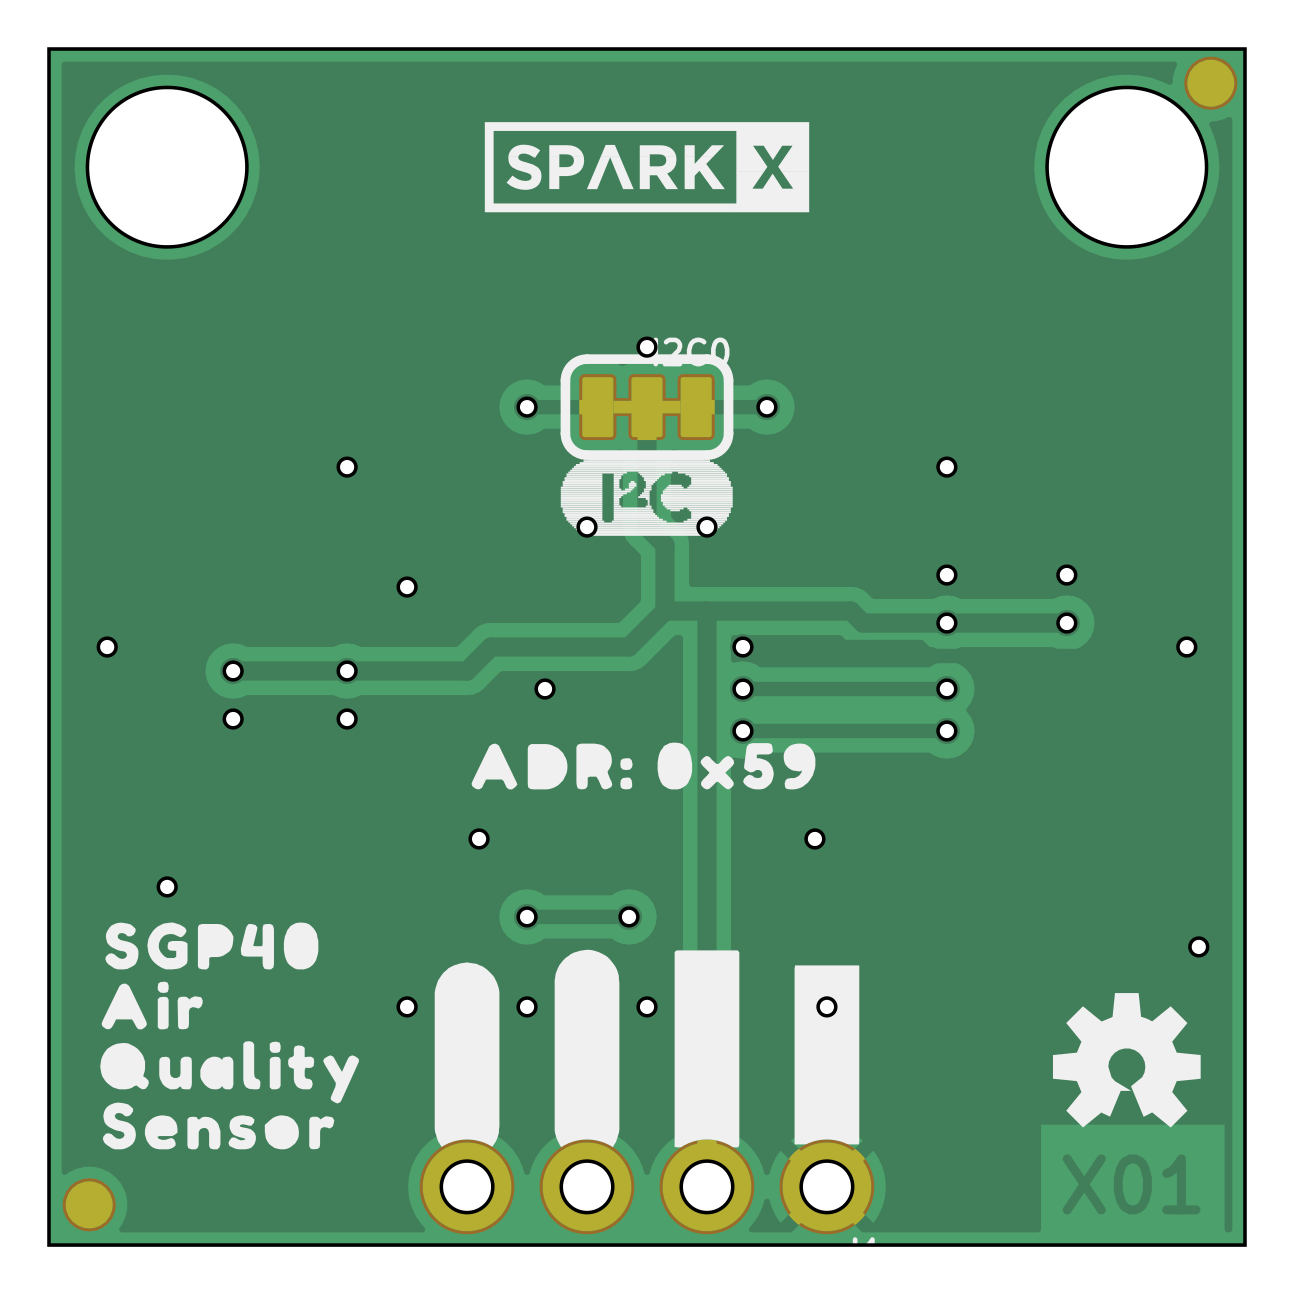 SPARK X
I2C0
I²C
ADR: 0x59
SGP40
Air
Quality
Sensor
X01